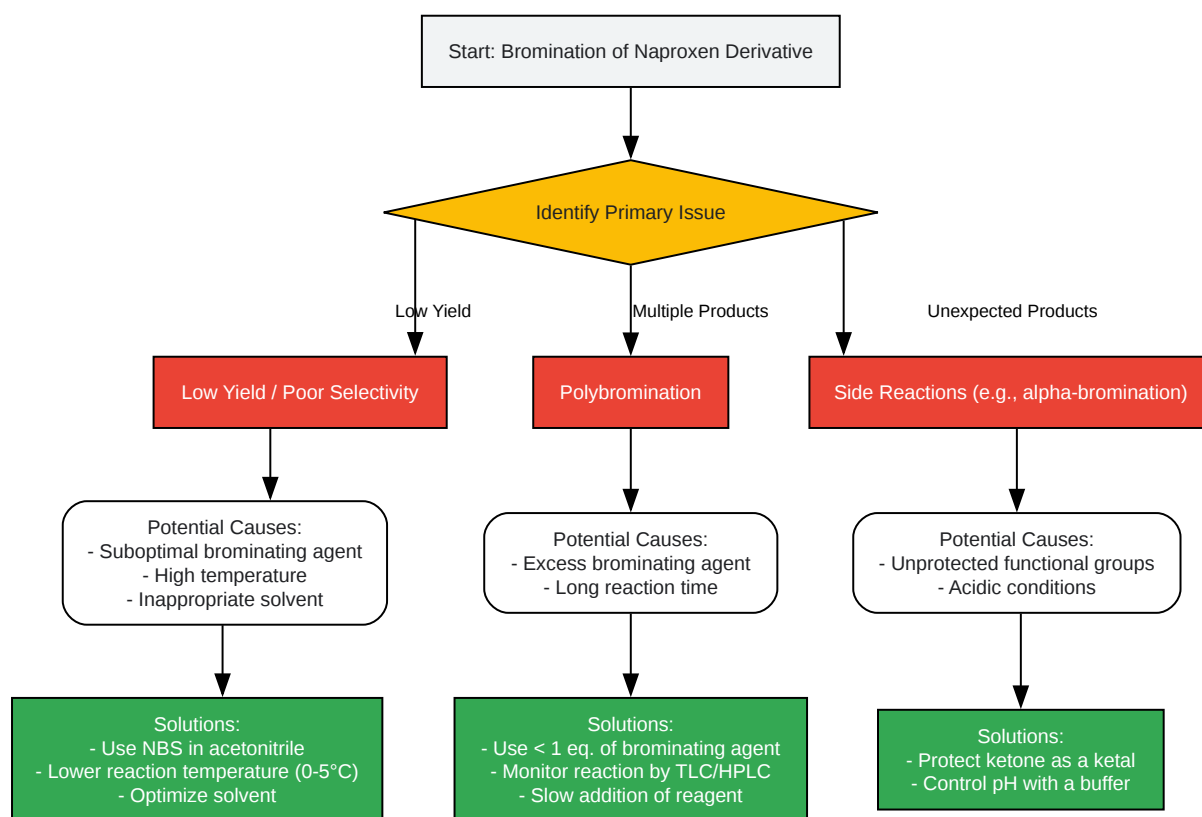 Start: Bromination of Naproxen Derivative
Identify Primary Issue
Low Yield
Multiple Products
Unexpected Products
Low Yield / Poor Selectivity
Polybromination
Side Reactions (e.g., alpha-bromination)
Potential Causes:
- Suboptimal brominating agent
- High temperature
- Inappropriate solvent
Potential Causes:
- Excess brominating agent
- Long reaction time
Potential Causes:
- Unprotected functional groups
- Acidic conditions
Solutions:
- Use NBS in acetonitrile
- Lower reaction temperature (0-5°C)
- Optimize solvent
Solutions:
- Use < 1 eq. of brominating agent
- Monitor reaction by TLC/HPLC
- Slow addition of reagent
Solutions:
- Protect ketone as a ketal
- Control pH with a buffer